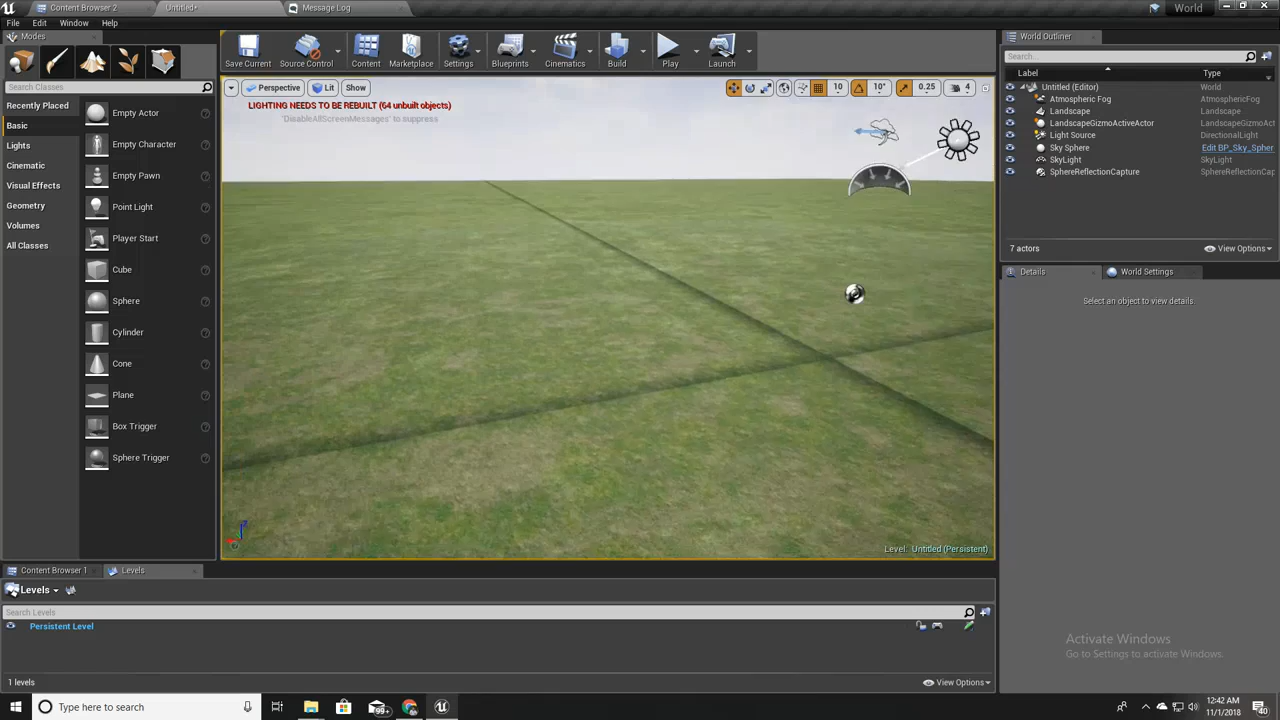 Content Browser 2
Untitled*
Message Log
World
File
Edit
Window
Help
Modes
Search Classes
Recently Placed
Basic
Lights
Cinematic
Visual Effects
Geometry
Volumes
All Classes
Empty Actor
Empty Character
Empty Pawn
Point Light
Player Start
Cube
Sphere
Cylinder
Cone
Plane
Box Trigger
Sphere Trigger
Save Current
Source Control
Content
Marketplace
Settings
Blueprints
Cinematics
Build
Play
Launch
Perspective
Lit
Show
10
10°
0.25
4
LIGHTING NEEDS TO BE REBUILT (64 unbuilt objects)
'DisableAllScreenMessages' to suppress
Level: Untitled (Persistent)
World Outliner
Search...
Label Type
Untitled (Editor) World
Atmospheric Fog AtmosphericFog
Landscape Landscape
LandscapeGizmoActiveActor LandscapeGizmoActi
Light Source DirectionalLight
Sky Sphere Edit BP_Sky_Spher
SkyLight SkyLight
SphereReflectionCapture SphereReflectionCap
7 actors
View Options
Details
World Settings
Select an object to view details.
Content Browser 1
Levels
Levels
Search Levels
Persistent Level
1 levels
View Options
Activate Windows
Go to Settings to activate Windows.
Type here to search
99+
12:42 AM
11/1/2018
40